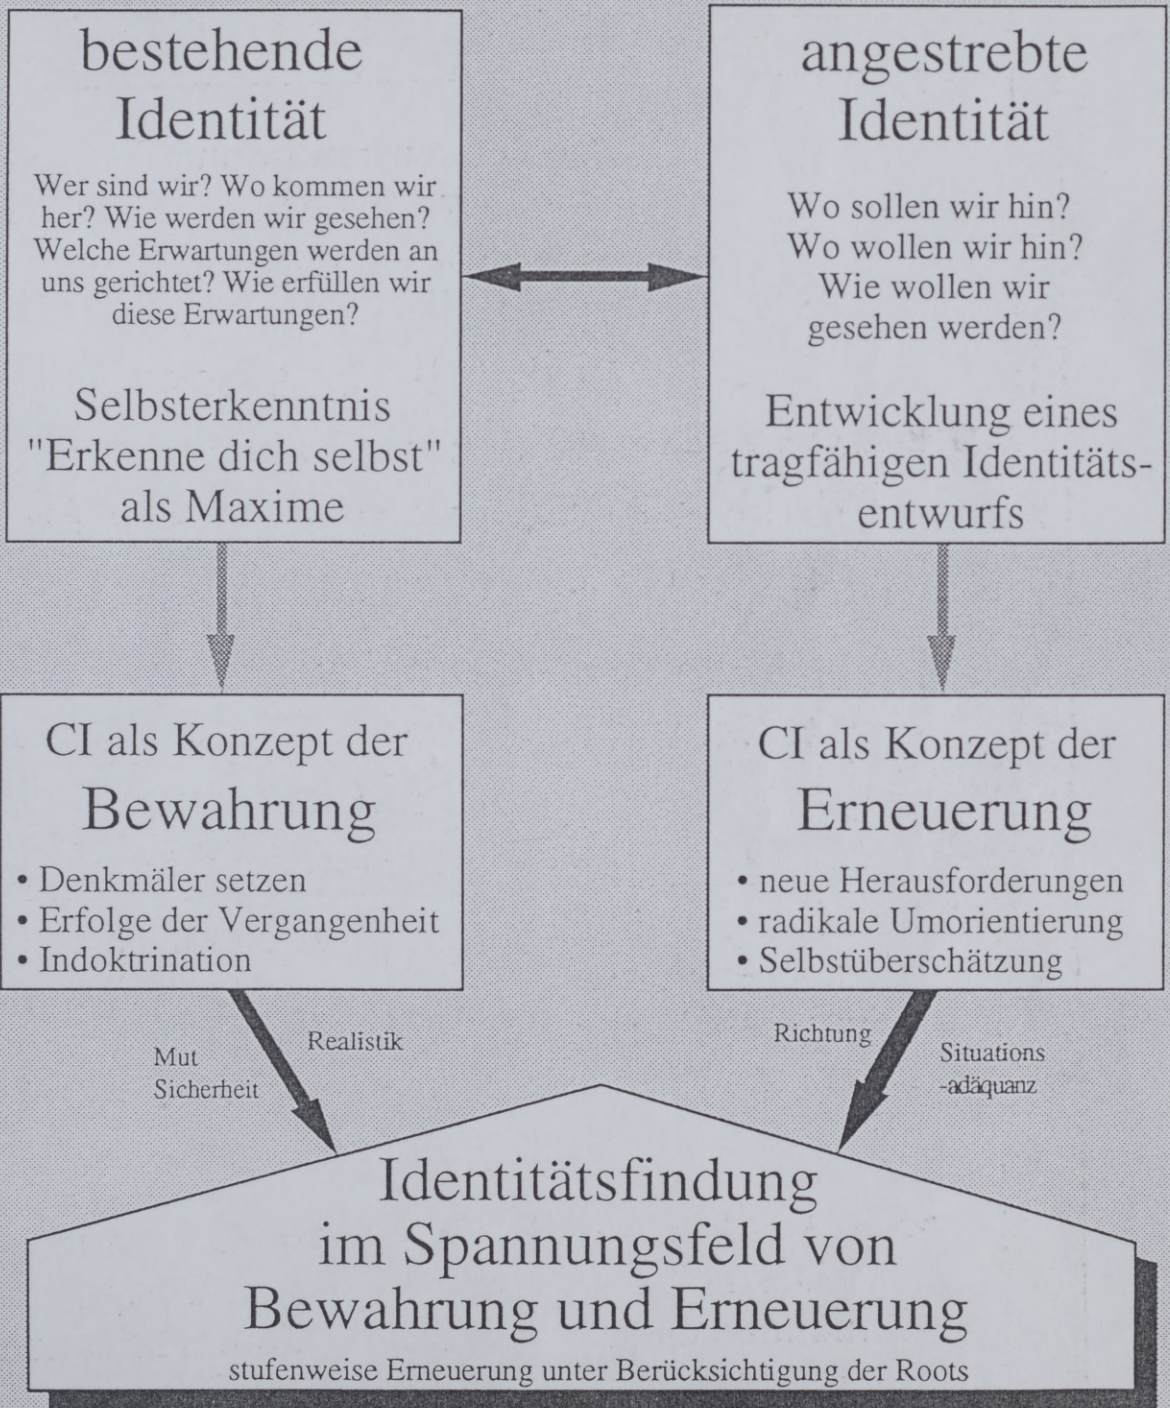 bestehende
Identität
Wer sind wir? Wo kommen wir
her? Wie werden wir gesehen?
Welche Erwartungen werden an
uns gerichtet? Wie erfüllen wir
diese Erwartungen?
Selbsterkenntnis
"Erkenne dich selbst"
als Maxime
angestrebte
Identität
Wo sollen wir hin?
Wo wollen wir hin?
Wie wollen wir
gesehen werden?
Entwicklung eines
tragfähigen Identitäts-
entwurfs
CI als Konzept der
Bewahrung
• Denkmäler setzen
• Erfolge der Vergangenheit
• Indoktrination
CI als Konzept der
Erneuerung
• neue Herausforderungen
• radikale Umorientierung
• Selbstüberschätzung
Mut
Sicherheit
Realistik
Richtung
Situations
-adäquanz
Identitätsfindung
im Spannungsfeld von
Bewahrung und Erneuerung
stufenweise Erneuerung unter Berücksichtigung der Roots